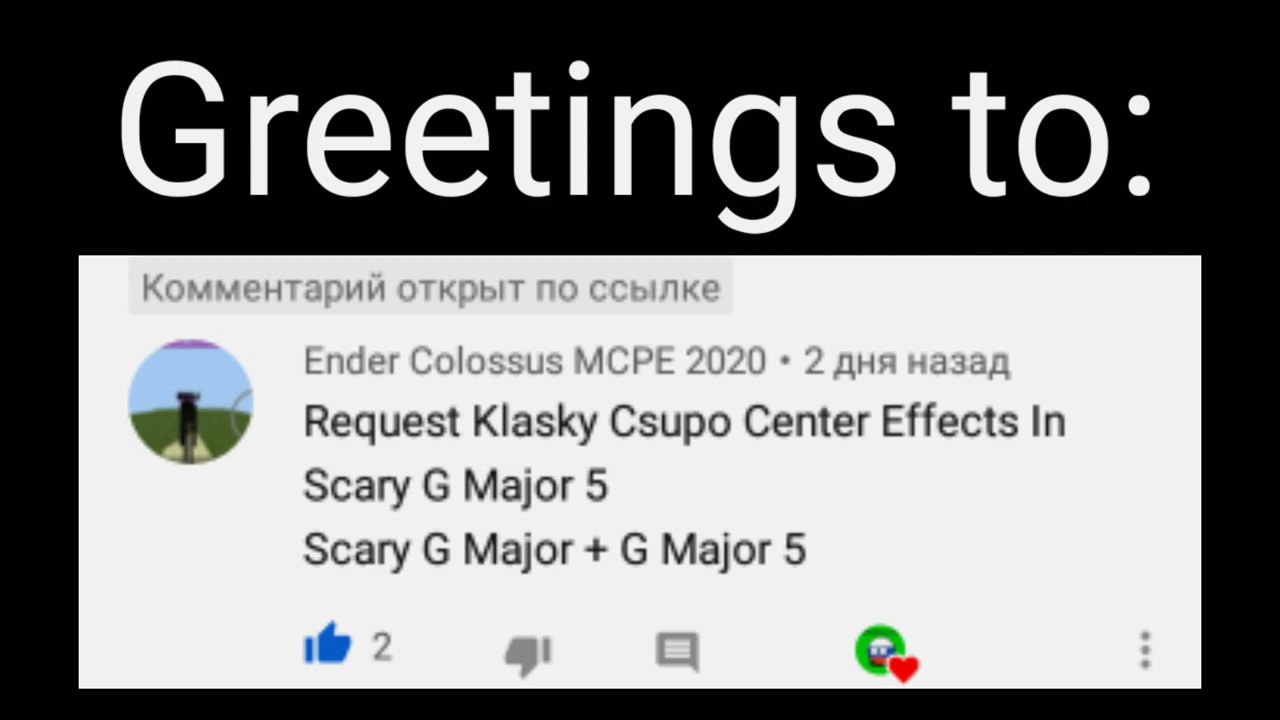 Greetings to:
Комментарий открыт по ссылке
Ender Colossus MCPE 2020 • 2 дня назад
Request Klasky Csupo Center Effects In
Scary G Major 5
Scary G Major + G Major 5
2